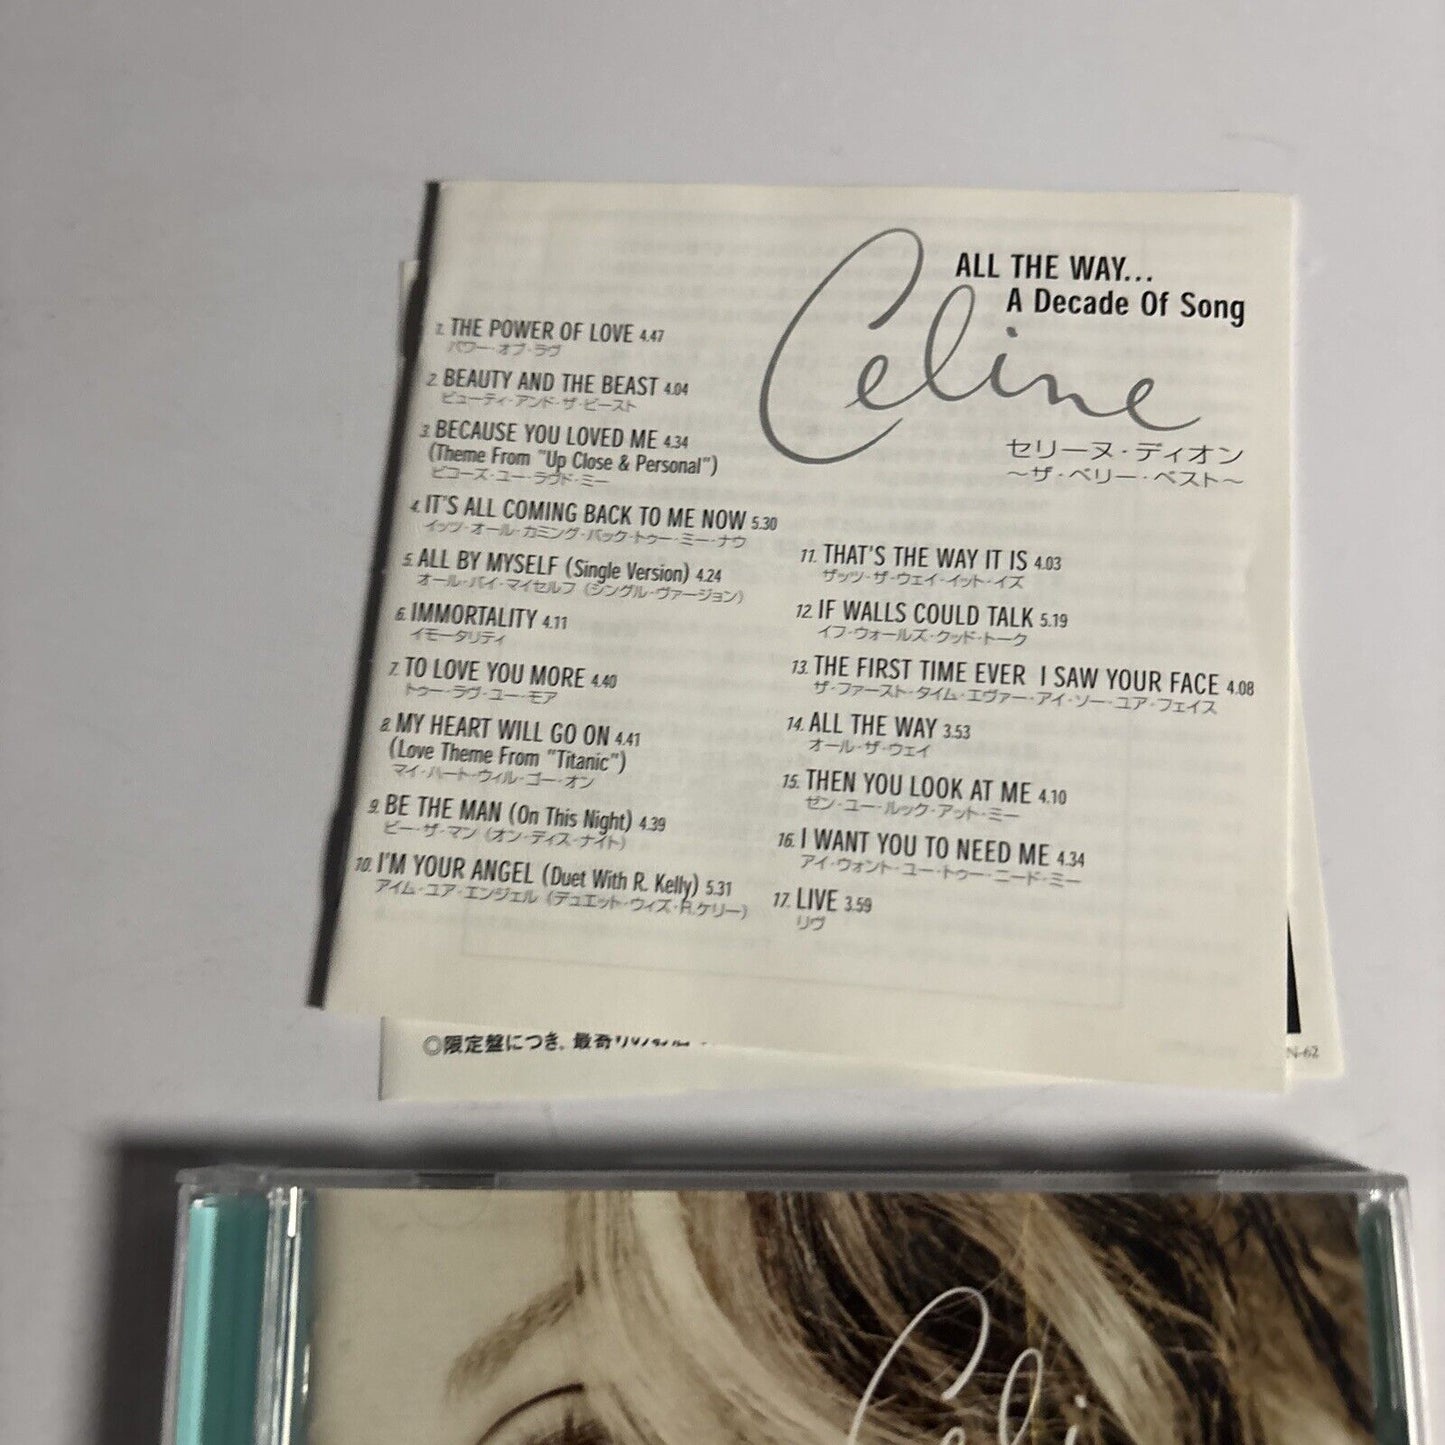 ALL THE WAY...
A Decade Of Song
Celine
セリーヌ・ディオン
〜ザ・ベリー・ベスト〜
1. THE POWER OF LOVE 4.47
パワー・オブ・ラヴ
2. BEAUTY AND THE BEAST 4.04
ビューティ・アンド・ザ・ビースト
3. BECAUSE YOU LOVED ME 4.34
(Theme From "Up Close & Personal")
ビコーズ・ユー・ラヴド・ミー
4. IT'S ALL COMING BACK TO ME NOW 5.30
イッツ・オール・カミング・バック・トゥー・ミー・ナウ
5. ALL BY MYSELF (Single Version) 4.24
オール・バイ・マイセルフ (シングル・ヴァージョン)
6. IMMORTALITY 4.11
イモータリティ
7. TO LOVE YOU MORE 4.40
トゥー・ラヴ・ユー・モア
8. MY HEART WILL GO ON 4.41
(Love Theme From "Titanic")
マイ・ハート・ウィル・ゴー・オン
9. BE THE MAN (On This Night) 4.39
ビー・ザ・マン (オン・ディス・ナイト)
10. I'M YOUR ANGEL (Duet With R. Kelly) 5.31
アイム・ユア・エンジェル (デュエット・ウィズ・R.ケリー)
11. THAT'S THE WAY IT IS 4.03
ザッツ・ザ・ウェイ・イット・イズ
12. IF WALLS COULD TALK 5.19
イフ・ウォールズ・クッド・トーク
13. THE FIRST TIME EVER I SAW YOUR FACE 4.08
ザ・ファースト・タイム・エヴァー・アイ・ソー・ユア・フェイス
14. ALL THE WAY 3.53
オール・ザ・ウェイ
15. THEN YOU LOOK AT ME 4.10
ゼン・ユー・ルック・アット・ミー
16. I WANT YOU TO NEED ME 4.34
アイ・ウォント・ユー・トゥー・ニード・ミー
17. LIVE 3.59
リヴ
◎限定盤につき、最寄りの
N-62
Celi